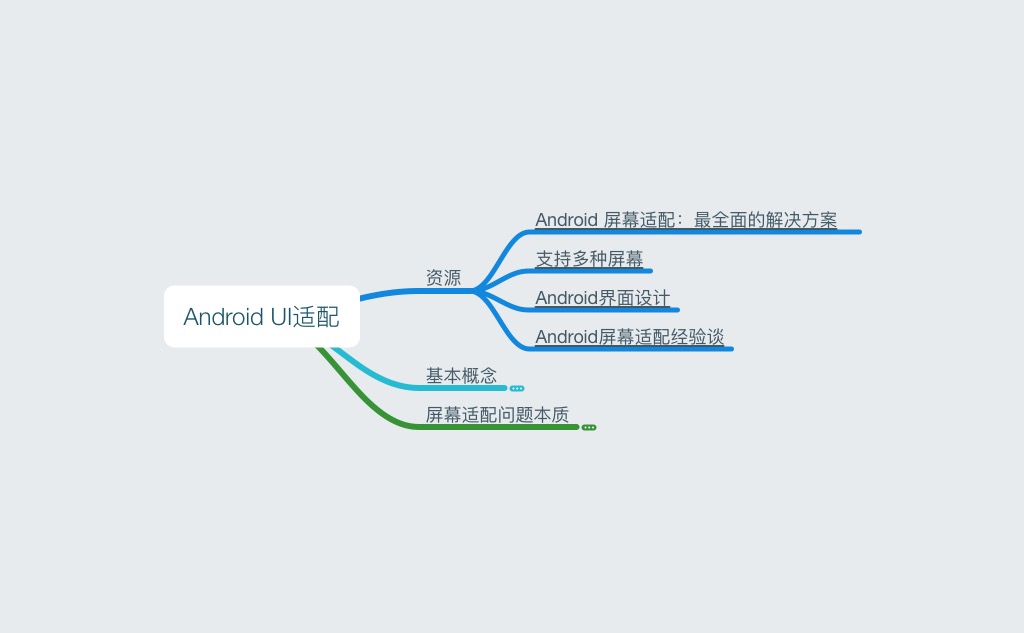 Android UI适配
资源
Android 屏幕适配：最全面的解决方案
支持多种屏幕
Android界面设计
Android屏幕适配经验谈
基本概念
屏幕适配问题本质